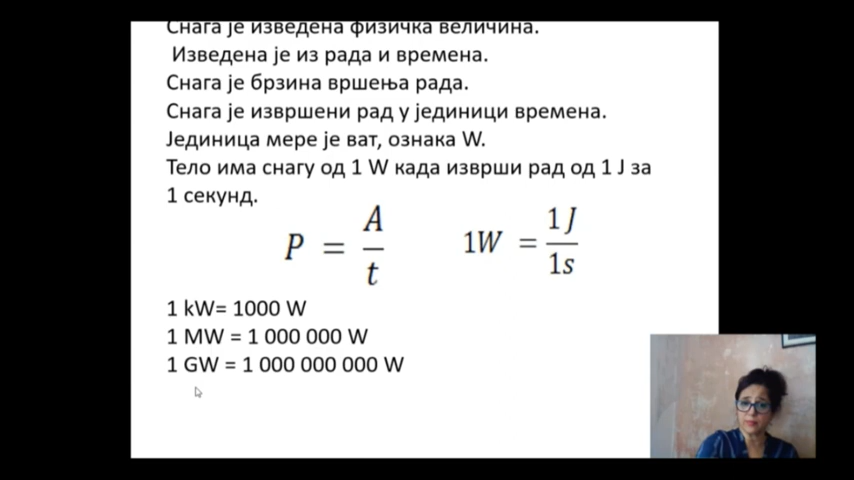 Снага је изведена физичка величина.
Изведена је из рада и времена.
Снага је брзина вршења рада.
Снага је извршени рад у јединици времена.
Јединица мере је ват, ознака W.
Тело има снагу од 1 W када изврши рад од 1 J за
1 секунд.
P = A/t 1W = 1J/1s
1 kW= 1000 W
1 MW = 1 000 000 W
1 GW = 1 000 000 000 W